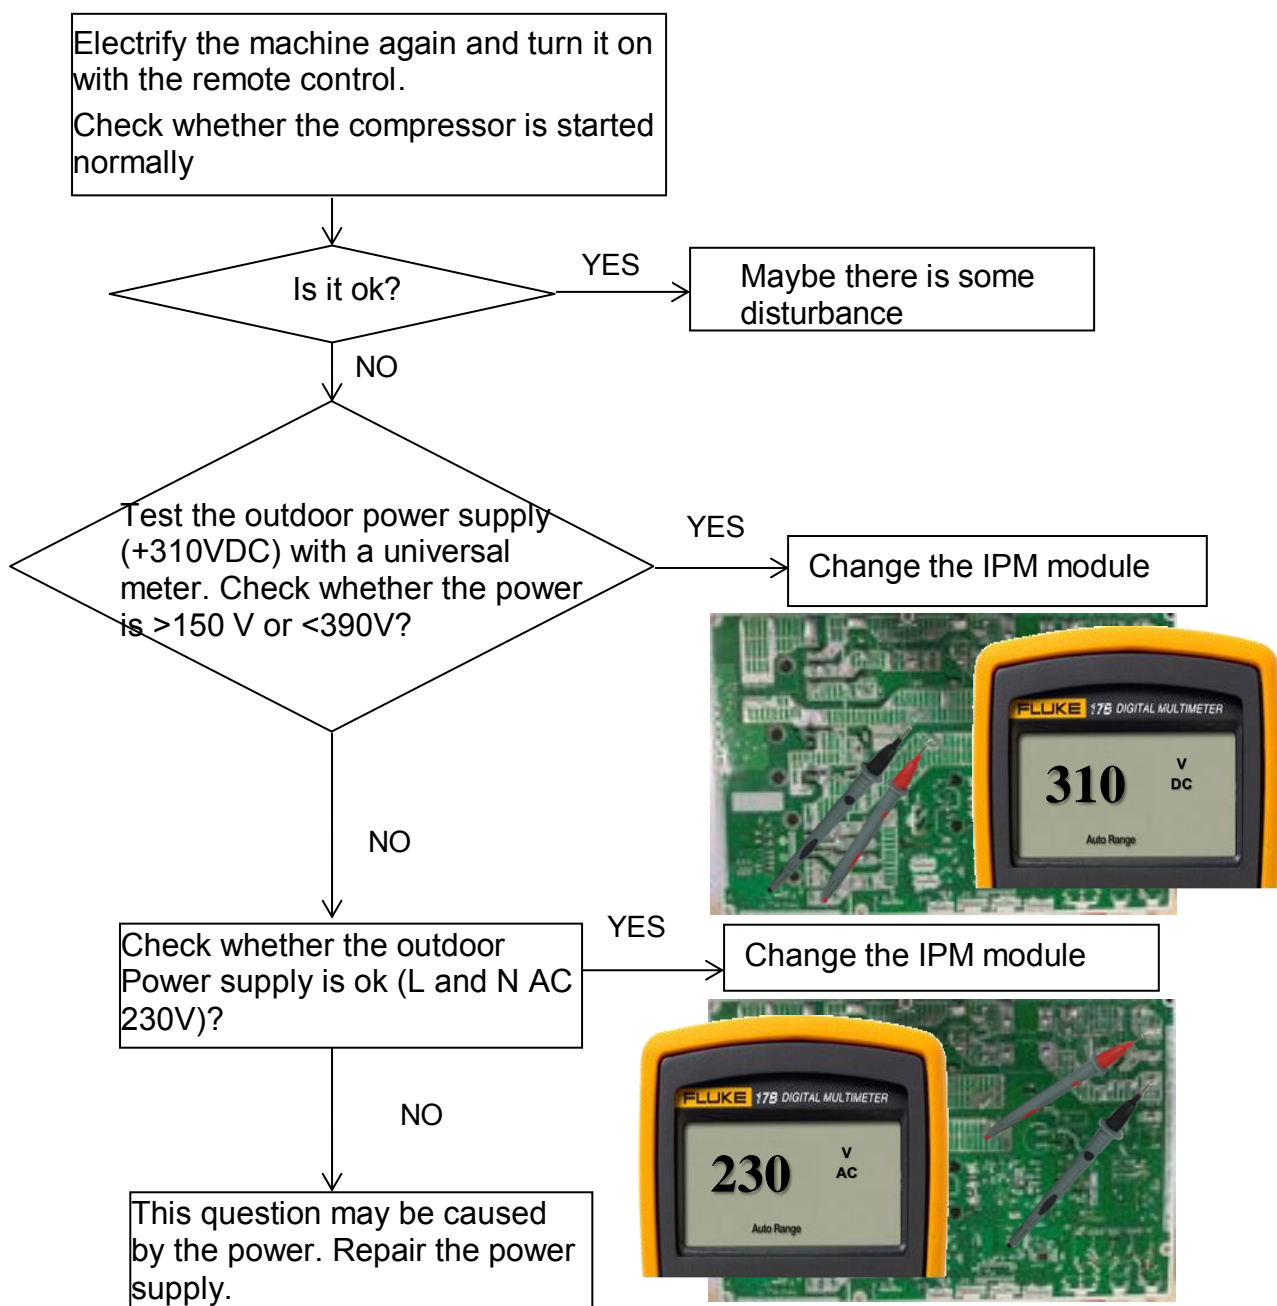 Electrify the machine again and turn it on
with the remote control.
Check whether the compressor is started
normally
Is it ok?
YES
Maybe there is some
disturbance
NO
Test the outdoor power supply
(+310VDC) with a universal
meter. Check whether the power
is >150 V or <390V?
YES
Change the IPM module
FLUKE 17B DIGITAL MULTIMETER
310 V
DC
Auto Range
NO
Check whether the outdoor
Power supply is ok (L and N AC
230V)?
YES
Change the IPM module
FLUKE 17B DIGITAL MULTIMETER
230 V
AC
Auto Range
NO
This question may be caused
by the power. Repair the power
supply.